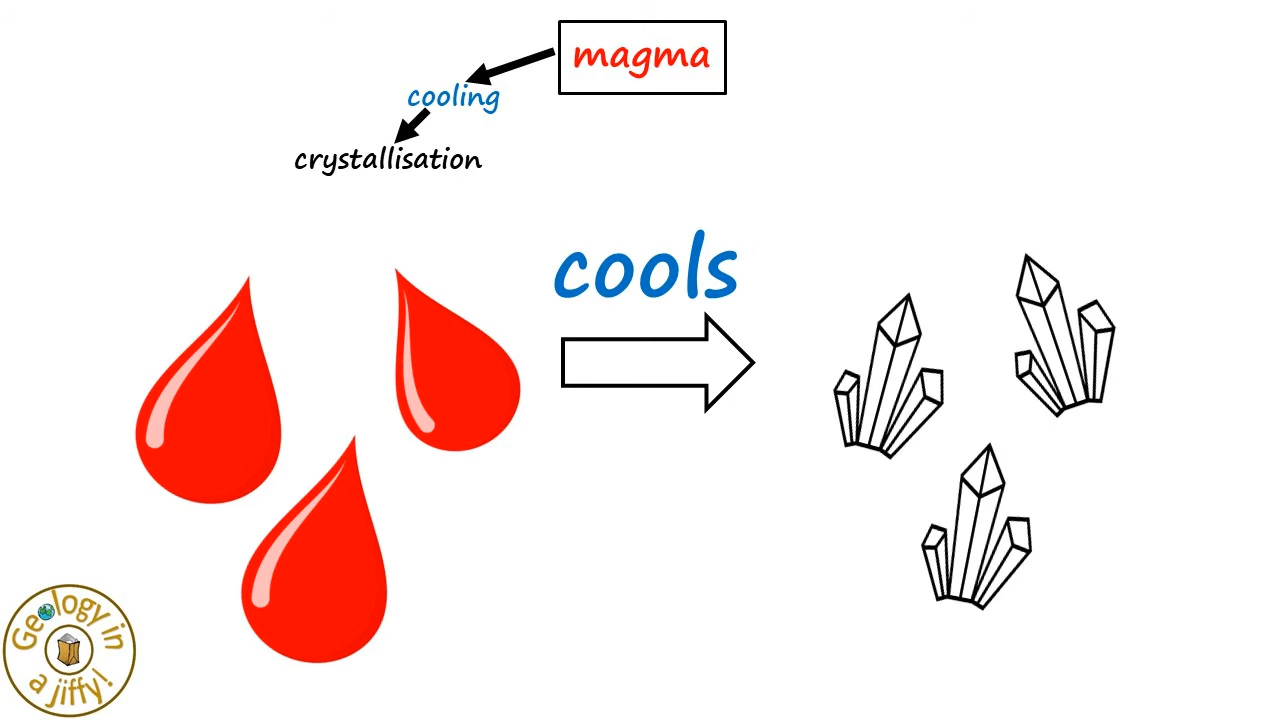 magma
cooling
crystallisation
cools
Geology in
a jiffy!